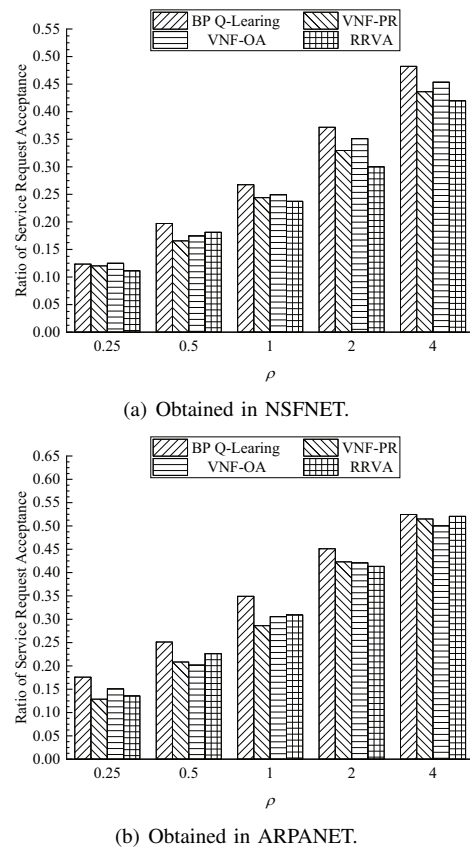 BP Q-Learing VNF-PR
VNF-OA RRVA
Ratio of Service Request Acceptance
0.55
0.50
0.45
0.40
0.35
0.30
0.25
0.20
0.15
0.10
0.05
0.00
0.25 0.5 1 2 4
ρ
(a) Obtained in NSFNET.
BP Q-Learing VNF-PR
VNF-OA RRVA
Ratio of Service Request Acceptance
0.65
0.60
0.55
0.50
0.45
0.40
0.35
0.30
0.25
0.20
0.15
0.10
0.05
0.00
0.25 0.5 1 2 4
ρ
(b) Obtained in ARPANET.